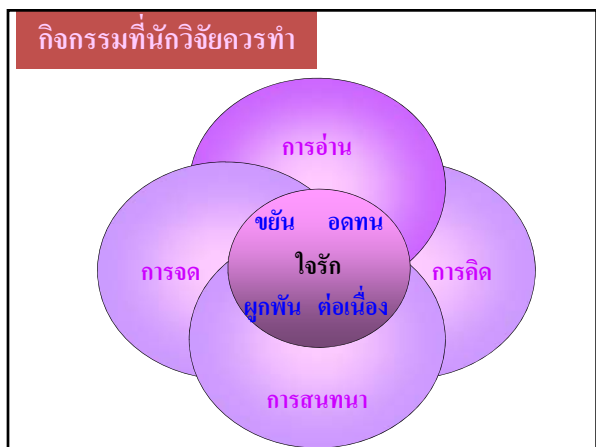 กิจกรรมที่นักวิจัยควรทำ
การอ่าน
ขยัน อดทน
การจด ใจรัก การคิด
ผูกพัน ต่อเนื่อง
การสนทนา